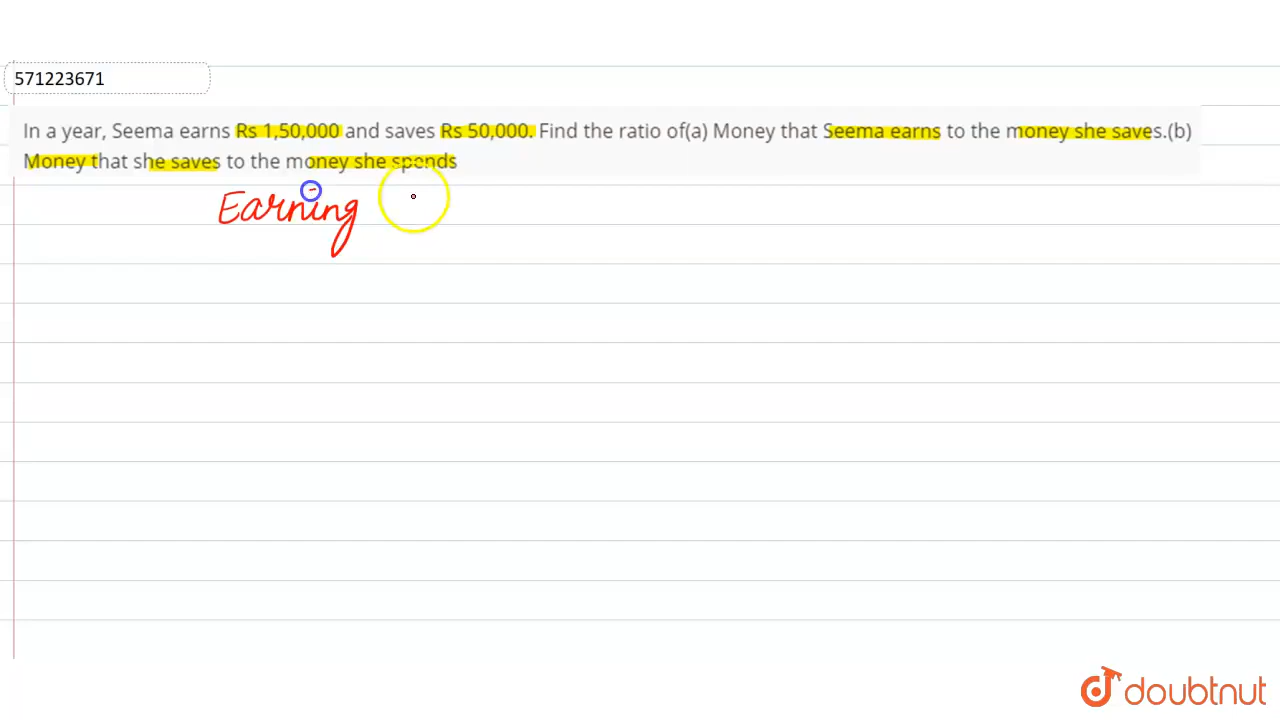 571223671
In a year, Seema earns Rs 1,50,000 and saves Rs 50,000. Find the ratio of(a) Money that Seema earns to the money she saves.(b)
Money that she saves to the money she spends
Earning
doubtnut